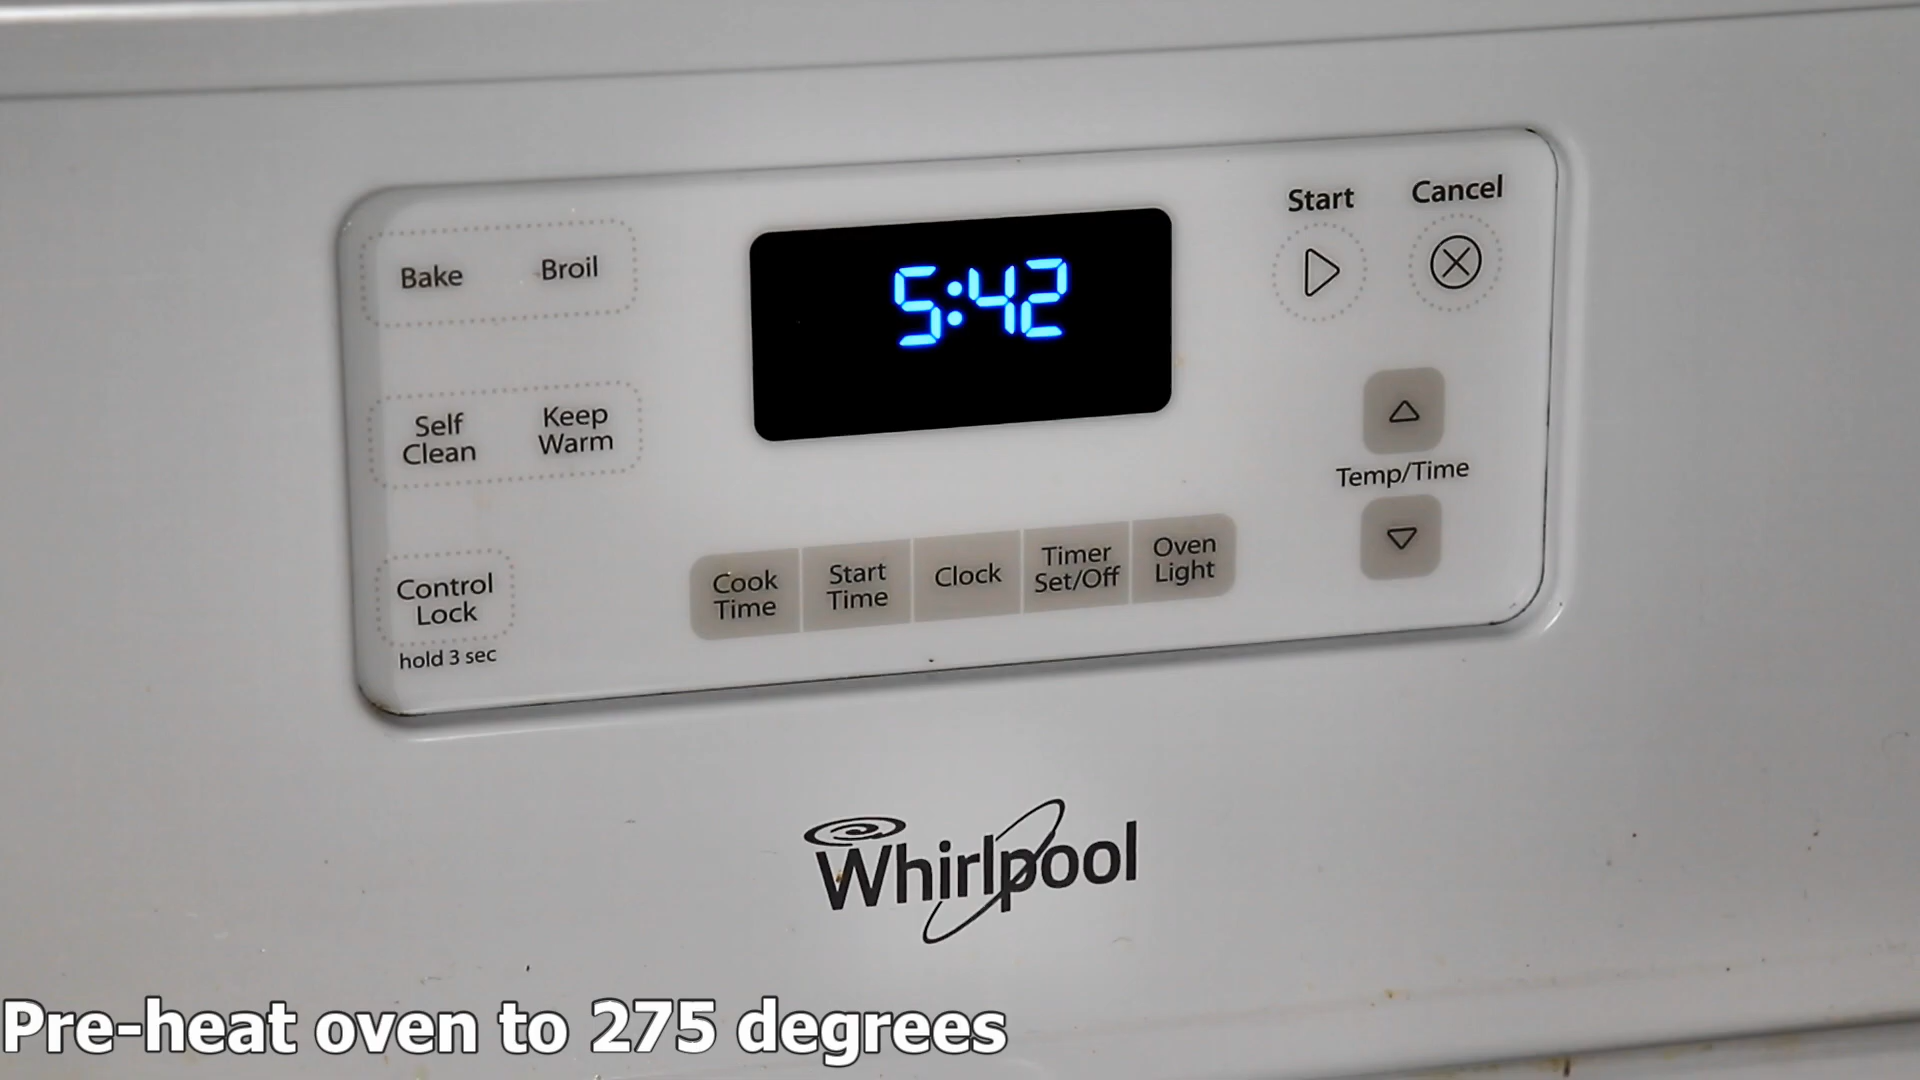 Start
Cancel
Bake
Broil
5:42
Self
Clean
Keep
Warm
Temp/Time
Control
Lock
hold 3 sec
Cook
Time
Start
Time
Clock
Timer
Set/Off
Oven
Light
Whirlpool
Pre-heat oven to 275 degrees